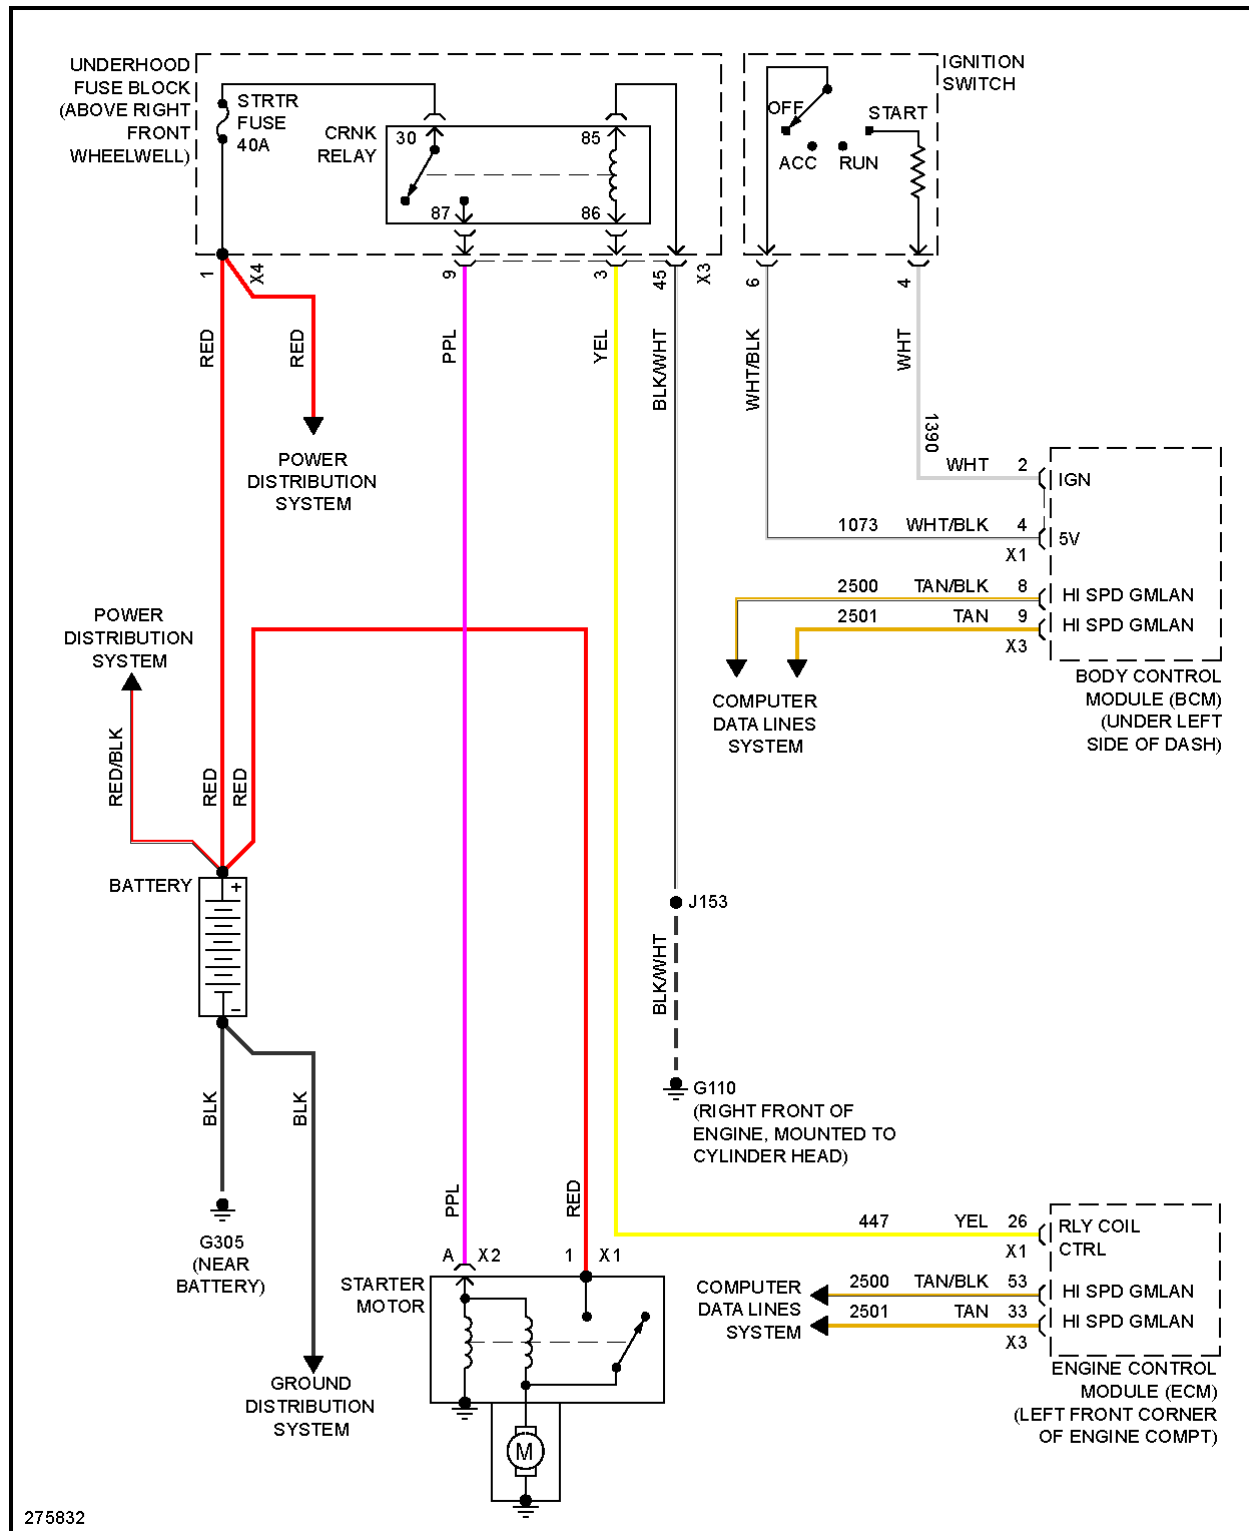 UNDERHOOD
FUSE BLOCK
(ABOVE RIGHT
FRONT
WHEELWELL)
STRTR
FUSE
40A
CRNK
RELAY
30
85
87
86
IGNITION
SWITCH
OFF
START
ACC
RUN
1
X4
9
3
45
X3
6
4
RED
RED
PPL
YEL
BLK/WHT
WHT/BLK
WHT
1390
POWER
DISTRIBUTION
SYSTEM
WHT 2
IGN
1073 WHT/BLK 4
5V
X1
2500 TAN/BLK 8
HI SPD GMLAN
2501 TAN 9
HI SPD GMLAN
X3
COMPUTER
DATA LINES
SYSTEM
BODY CONTROL
MODULE (BCM)
(UNDER LEFT
SIDE OF DASH)
POWER
DISTRIBUTION
SYSTEM
RED/BLK
RED
RED
BATTERY
+
–
J153
BLK/WHT
BLK
BLK
G110
(RIGHT FRONT OF
ENGINE, MOUNTED TO
CYLINDER HEAD)
G305
(NEAR
BATTERY)
PPL
RED
A X2
1 X1
STARTER
MOTOR
M
GROUND
DISTRIBUTION
SYSTEM
447 YEL 26
RLY COIL
CTRL
X1
COMPUTER
DATA LINES
SYSTEM
2500 TAN/BLK 53
HI SPD GMLAN
2501 TAN 33
HI SPD GMLAN
X3
ENGINE CONTROL
MODULE (ECM)
(LEFT FRONT CORNER
OF ENGINE COMPT)
275832